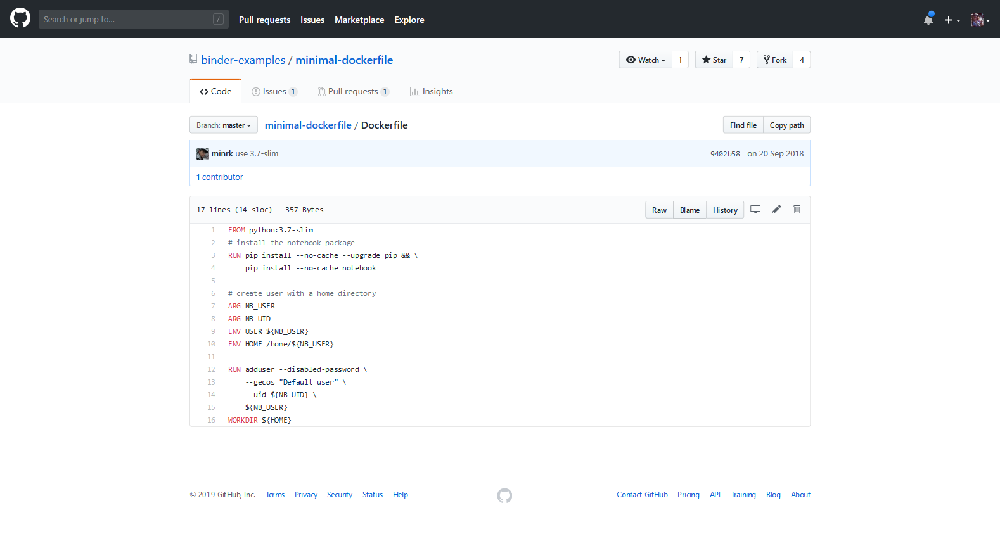 Search or jump to... /
Pull requests Issues Marketplace Explore
binder-examples / minimal-dockerfile
Watch 1 Star 7 Fork 4
Code Issues 1 Pull requests 1 Insights
Branch: master minimal-dockerfile / Dockerfile Find file Copy path
minrk use 3.7-slim 9402b58 on 20 Sep 2018
1 contributor
17 lines (14 sloc) 357 Bytes Raw Blame History
1 FROM python:3.7-slim
2 # install the notebook package
3 RUN pip install --no-cache --upgrade pip && \
4 pip install --no-cache notebook
5
6 # create user with a home directory
7 ARG NB_USER
8 ARG NB_UID
9 ENV USER ${NB_USER}
10 ENV HOME /home/${NB_USER}
11
12 RUN adduser --disabled-password \
13 --gecos "Default user" \
14 --uid ${NB_UID} \
15 ${NB_USER}
16 WORKDIR ${HOME}
© 2019 GitHub, Inc. Terms Privacy Security Status Help Contact GitHub Pricing API Training Blog About